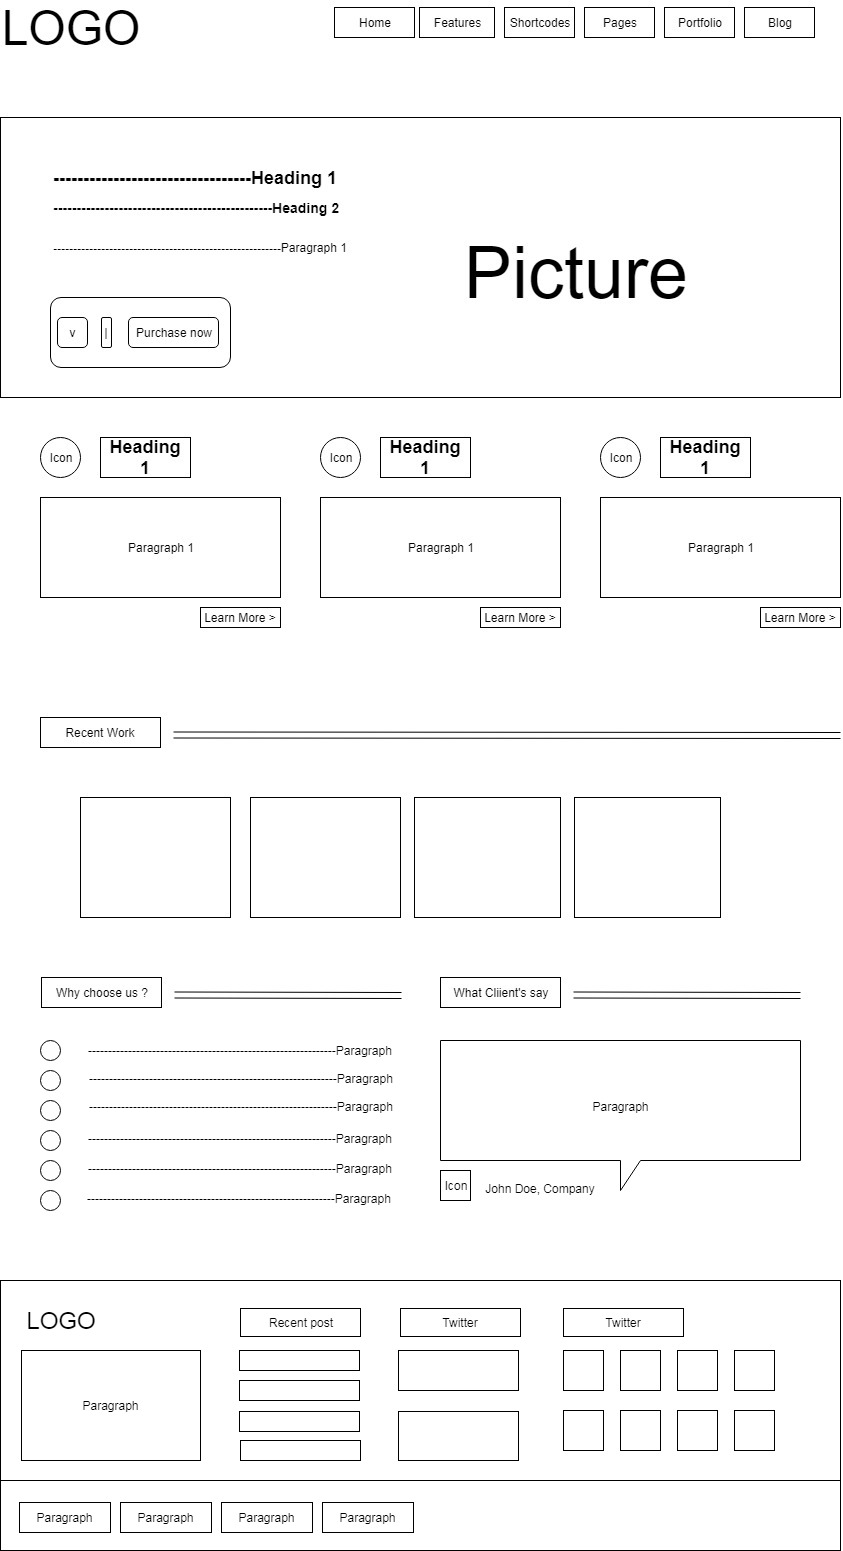 LOGO
Home Features Shortcodes Pages Portfolio Blog
---------------------------------Heading 1
-----------------------------------------------Heading 2
---------------------------------------------------------Paragraph 1
Picture
v | Purchase now
Icon Heading
1
Icon Heading
1
Icon Heading
1
Paragraph 1 Paragraph 1 Paragraph 1
Learn More > Learn More > Learn More >
Recent Work
Why choose us ?
--------------------------------------------------------------Paragraph
--------------------------------------------------------------Paragraph
--------------------------------------------------------------Paragraph
--------------------------------------------------------------Paragraph
--------------------------------------------------------------Paragraph
--------------------------------------------------------------Paragraph
What Cliient's say
Paragraph
Icon John Doe, Company
LOGO
Paragraph
Recent post
Twitter
Twitter
Paragraph Paragraph Paragraph Paragraph